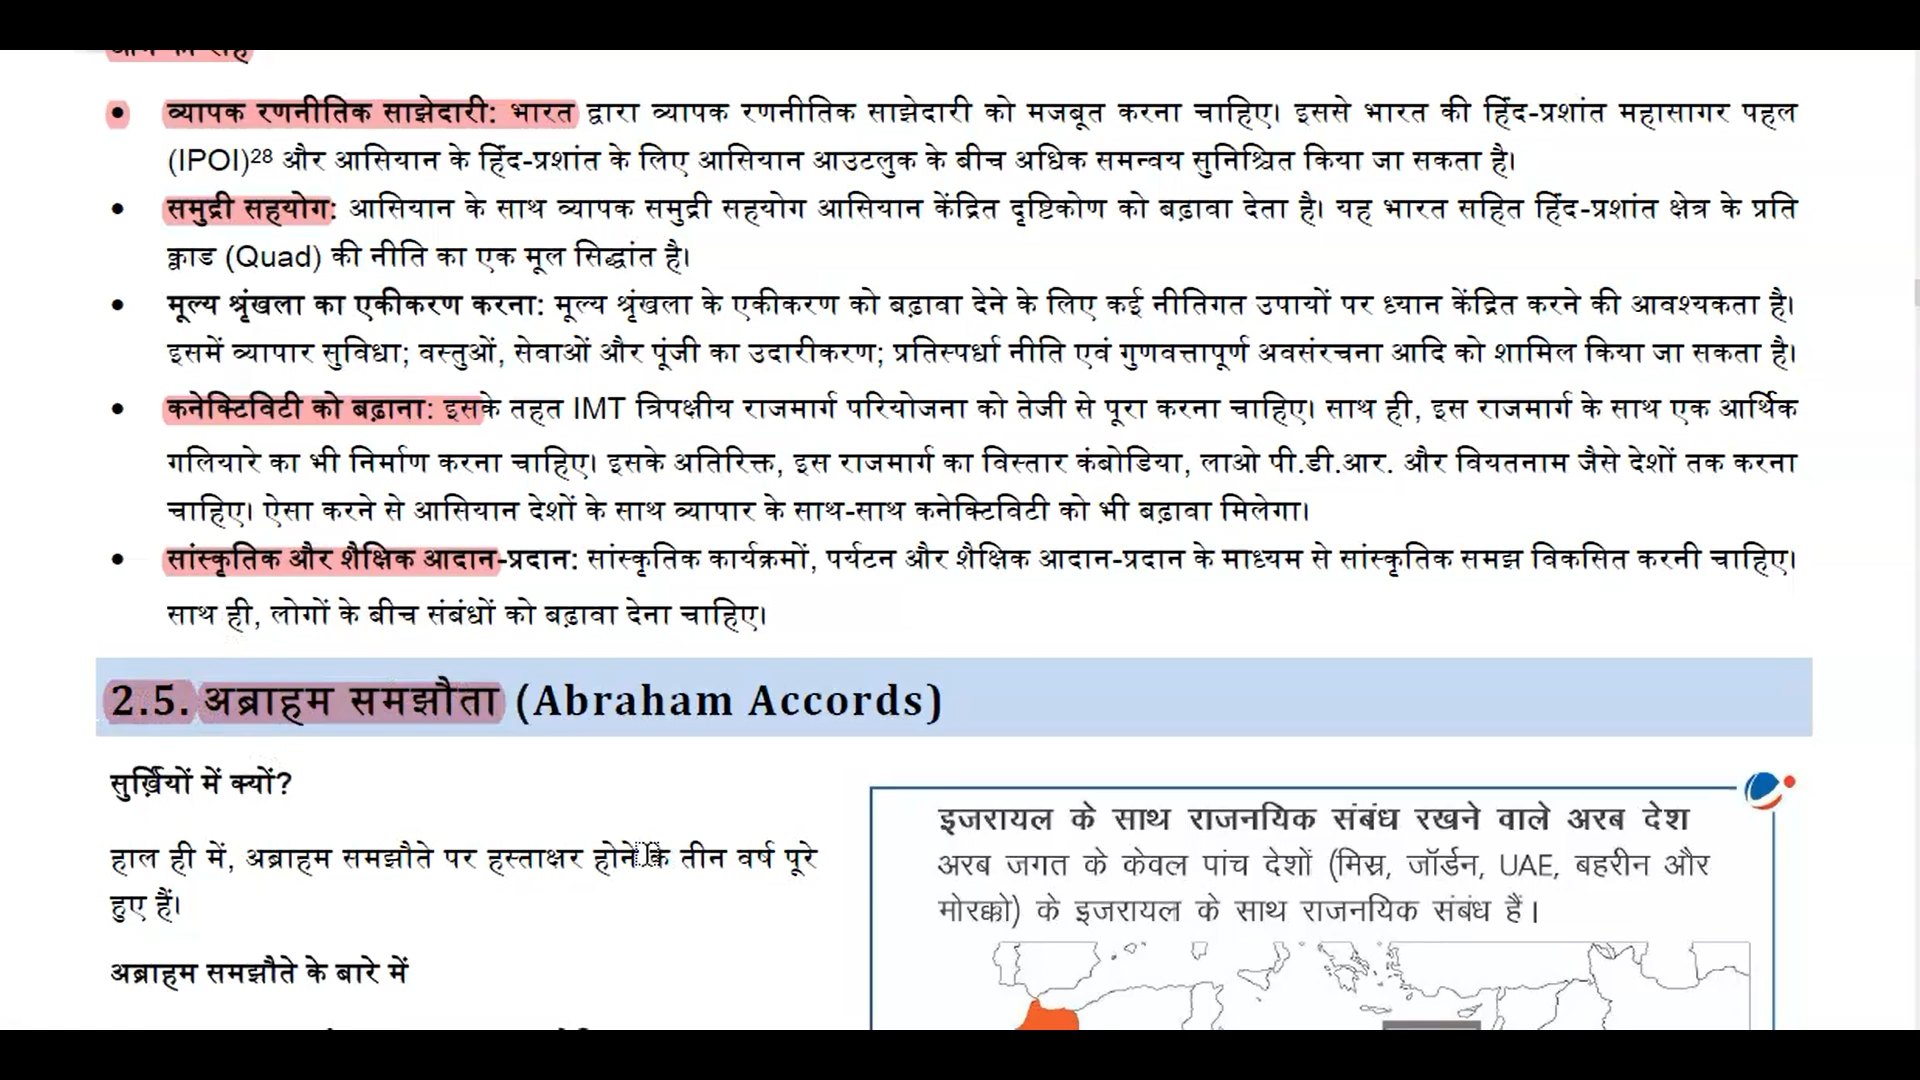 व्यापक रणनीतिक साझेदारी: भारत द्वारा व्यापक रणनीतिक साझेदारी को मजबूत करना चाहिए। इससे भारत की हिंद-प्रशांत महासागर पहल
(IPOI)28 और आसियान के हिंद-प्रशांत के लिए आसियान आउटलुक के बीच अधिक समन्वय सुनिश्चित किया जा सकता है।
समुद्री सहयोग: आसियान के साथ व्यापक समुद्री सहयोग आसियान केंद्रित दृष्टिकोण को बढ़ावा देता है। यह भारत सहित हिंद-प्रशांत क्षेत्र के प्रति
क्वाड (Quad) की नीति का एक मूल सिद्धांत है।
मूल्य श्रृंखला का एकीकरण करना: मूल्य श्रृंखला के एकीकरण को बढ़ावा देने के लिए कई नीतिगत उपायों पर ध्यान केंद्रित करने की आवश्यकता है।
इसमें व्यापार सुविधा; वस्तुओं, सेवाओं और पूंजी का उदारीकरण; प्रतिस्पर्धा नीति एवं गुणवत्तापूर्ण अवसंरचना आदि को शामिल किया जा सकता है।
कनेक्टिविटी को बढ़ाना: इसके तहत IMT त्रिपक्षीय राजमार्ग परियोजना को तेजी से पूरा करना चाहिए। साथ ही, इस राजमार्ग के साथ एक आर्थिक
गलियारे का भी निर्माण करना चाहिए। इसके अतिरिक्त, इस राजमार्ग का विस्तार कंबोडिया, लाओ पी.डी.आर. और वियतनाम जैसे देशों तक करना
चाहिए। ऐसा करने से आसियान देशों के साथ व्यापार के साथ-साथ कनेक्टिविटी को भी बढ़ावा मिलेगा।
सांस्कृतिक और शैक्षिक आदान-प्रदान: सांस्कृतिक कार्यक्रमों, पर्यटन और शैक्षिक आदान-प्रदान के माध्यम से सांस्कृतिक समझ विकसित करनी चाहिए।
साथ ही, लोगों के बीच संबंधों को बढ़ावा देना चाहिए।
2.5. अब्राहम समझौता (Abraham Accords)
सुर्ख़ियों में क्यों?
हाल ही में, अब्राहम समझौते पर हस्ताक्षर होने के तीन वर्ष पूरे
हुए हैं।
अब्राहम समझौते के बारे में
इजरायल के साथ राजनयिक संबंध रखने वाले अरब देश
अरब जगत के केवल पांच देशों (मिस्र, जॉर्डन, UAE, बहरीन और
मोरक्को) के इजरायल के साथ राजनयिक संबंध हैं।